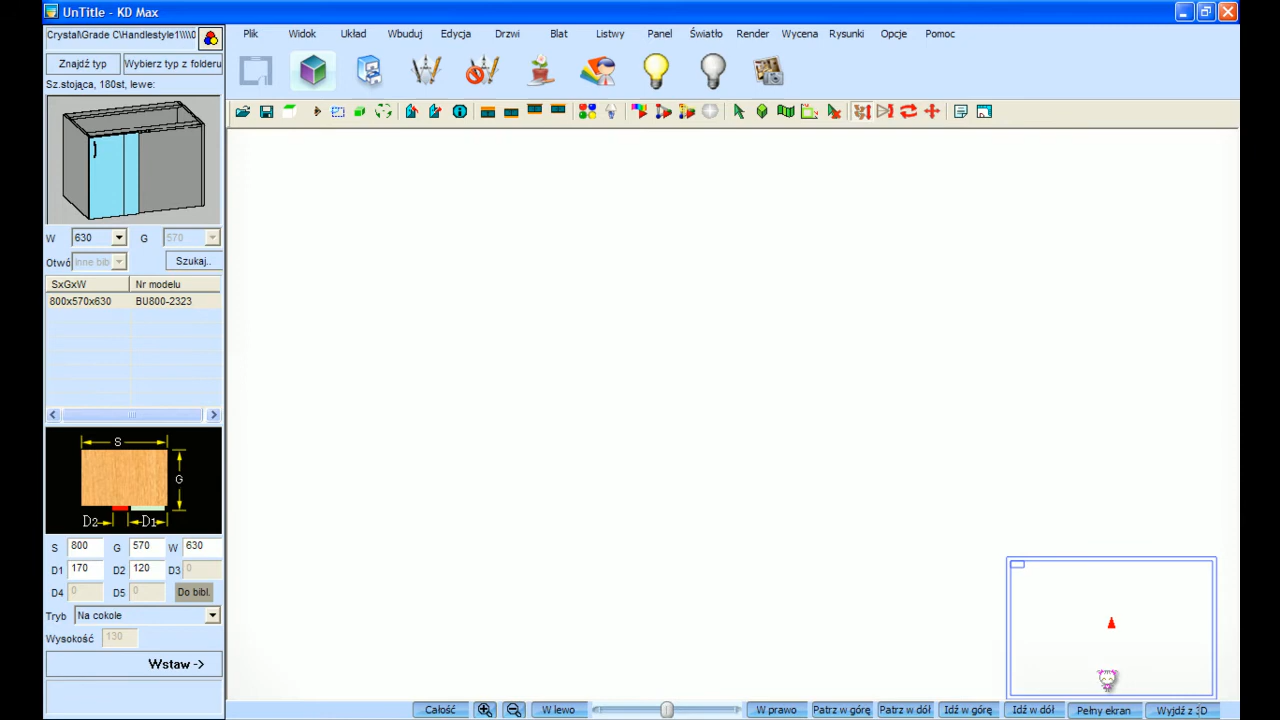 UnTitle - KD Max
Crystal\Grade C\Handlestyle1\\\\0
Plik Widok Układ Wbuduj Edycja Drzwi Blat Listwy Panel Światło Render Wycena Rysunki Opcje Pomoc
Znajdź typ Wybierz typ z folderu
Sz.stojąca, 180st, lewe:
W 630 G 570
Otwó Inne bib Szukaj..
SxGxW Nr modelu
800x570x630 BU800-2323
S
G
D2 D1
S 800 G 570 W 630
D1 170 D2 120 D3 0
D4 0 D5 0 Do bibl.
Tryb Na cokole
Wysokość 130
Wstaw ->
Całość W lewo W prawo Patrz w górę Patrz w dół Idź w górę Idź w dół Pełny ekran Wyjdź z 3D